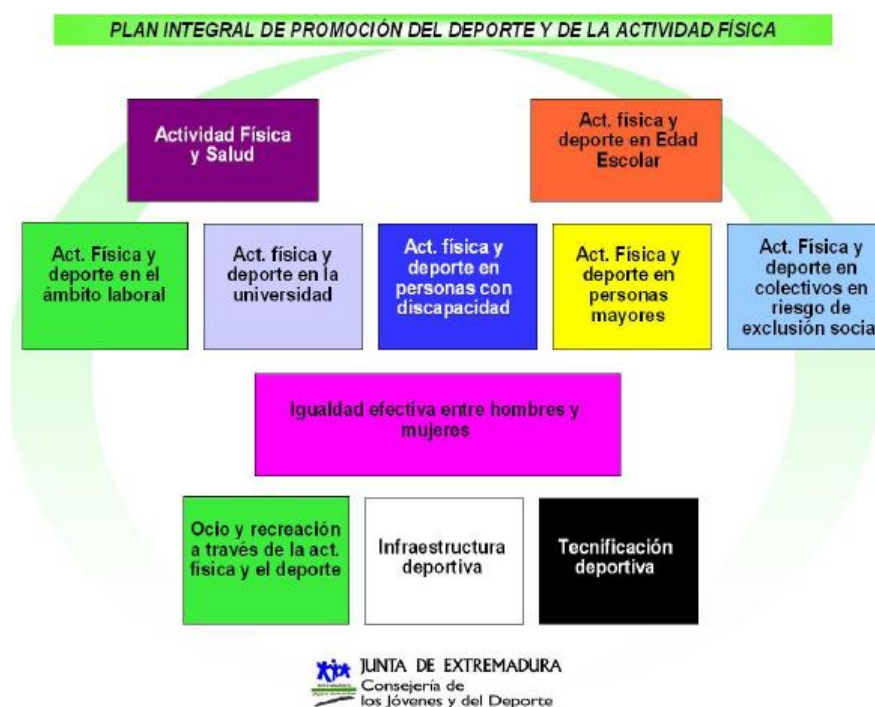 PLAN INTEGRAL DE PROMOCIÓN DEL DEPORTE Y DE LA ACTIVIDAD FÍSICA
Actividad Física
y Salud
Act. física y
deporte en Edad
Escolar
Act. Física y
deporte en el
ámbito laboral
Act. física y
deporte en la
universidad
Act. física y
deporte en
personas con
discapacidad
Act. Física y
deporte en
personas
mayores
Act. Física y
deporte en
colectivos en
riesgo de
exclusión socia
Igualdad efectiva entre hombres y
mujeres
Ocio y recreación
a través de la act.
física y el deporte
Infraestructura
deportiva
Tecnificación
deportiva
JUNTA DE EXTREMADURA
Consejería de
los Jóvenes y del Deporte